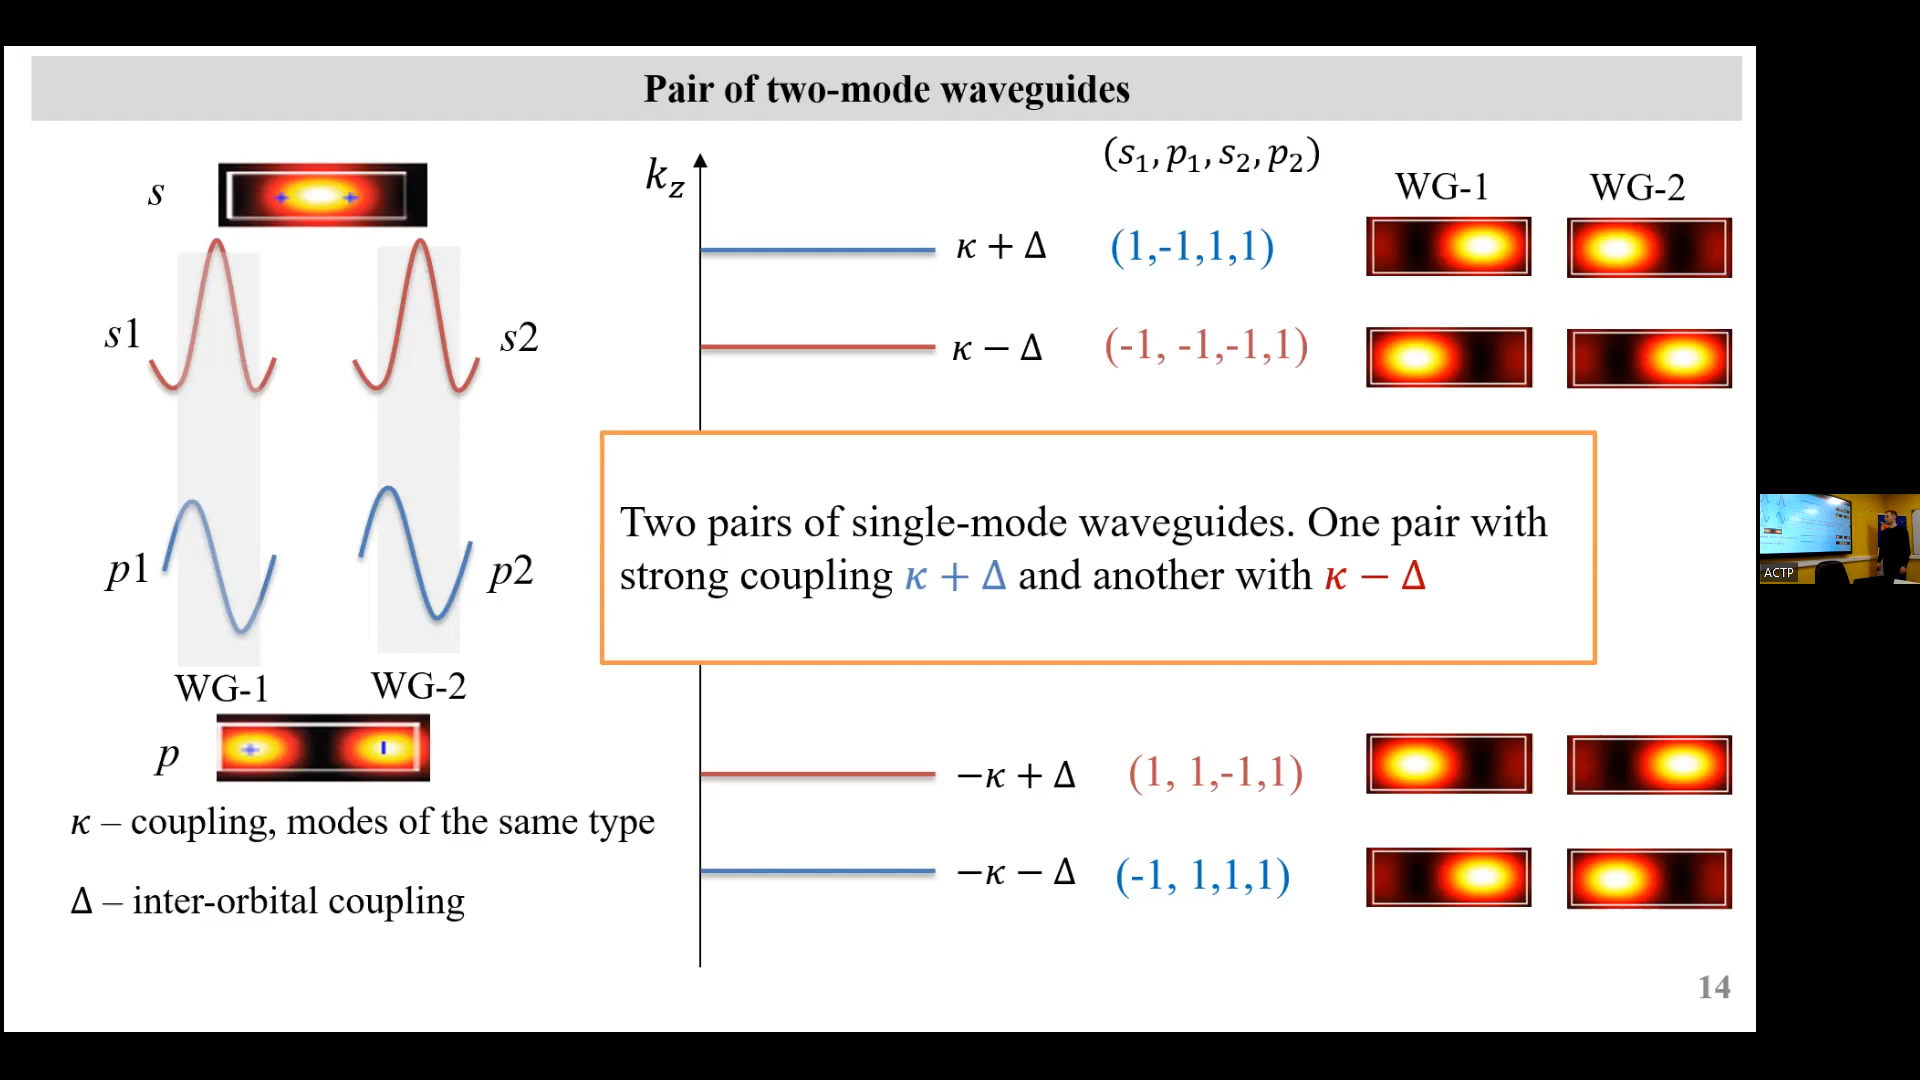 Pair of two-mode waveguides
s
s1
s2
p1
p2
WG-1
WG-2
p
κ – coupling, modes of the same type
Δ – inter-orbital coupling
k_z
(s₁, p₁, s₂, p₂)
WG-1
WG-2
κ + Δ
(1,-1,1,1)
κ − Δ
(-1, -1,-1,1)
Two pairs of single-mode waveguides. One pair with
strong coupling κ + Δ and another with κ − Δ
−κ + Δ
(1, 1,-1,1)
−κ − Δ
(-1, 1,1,1)
14
ACTP